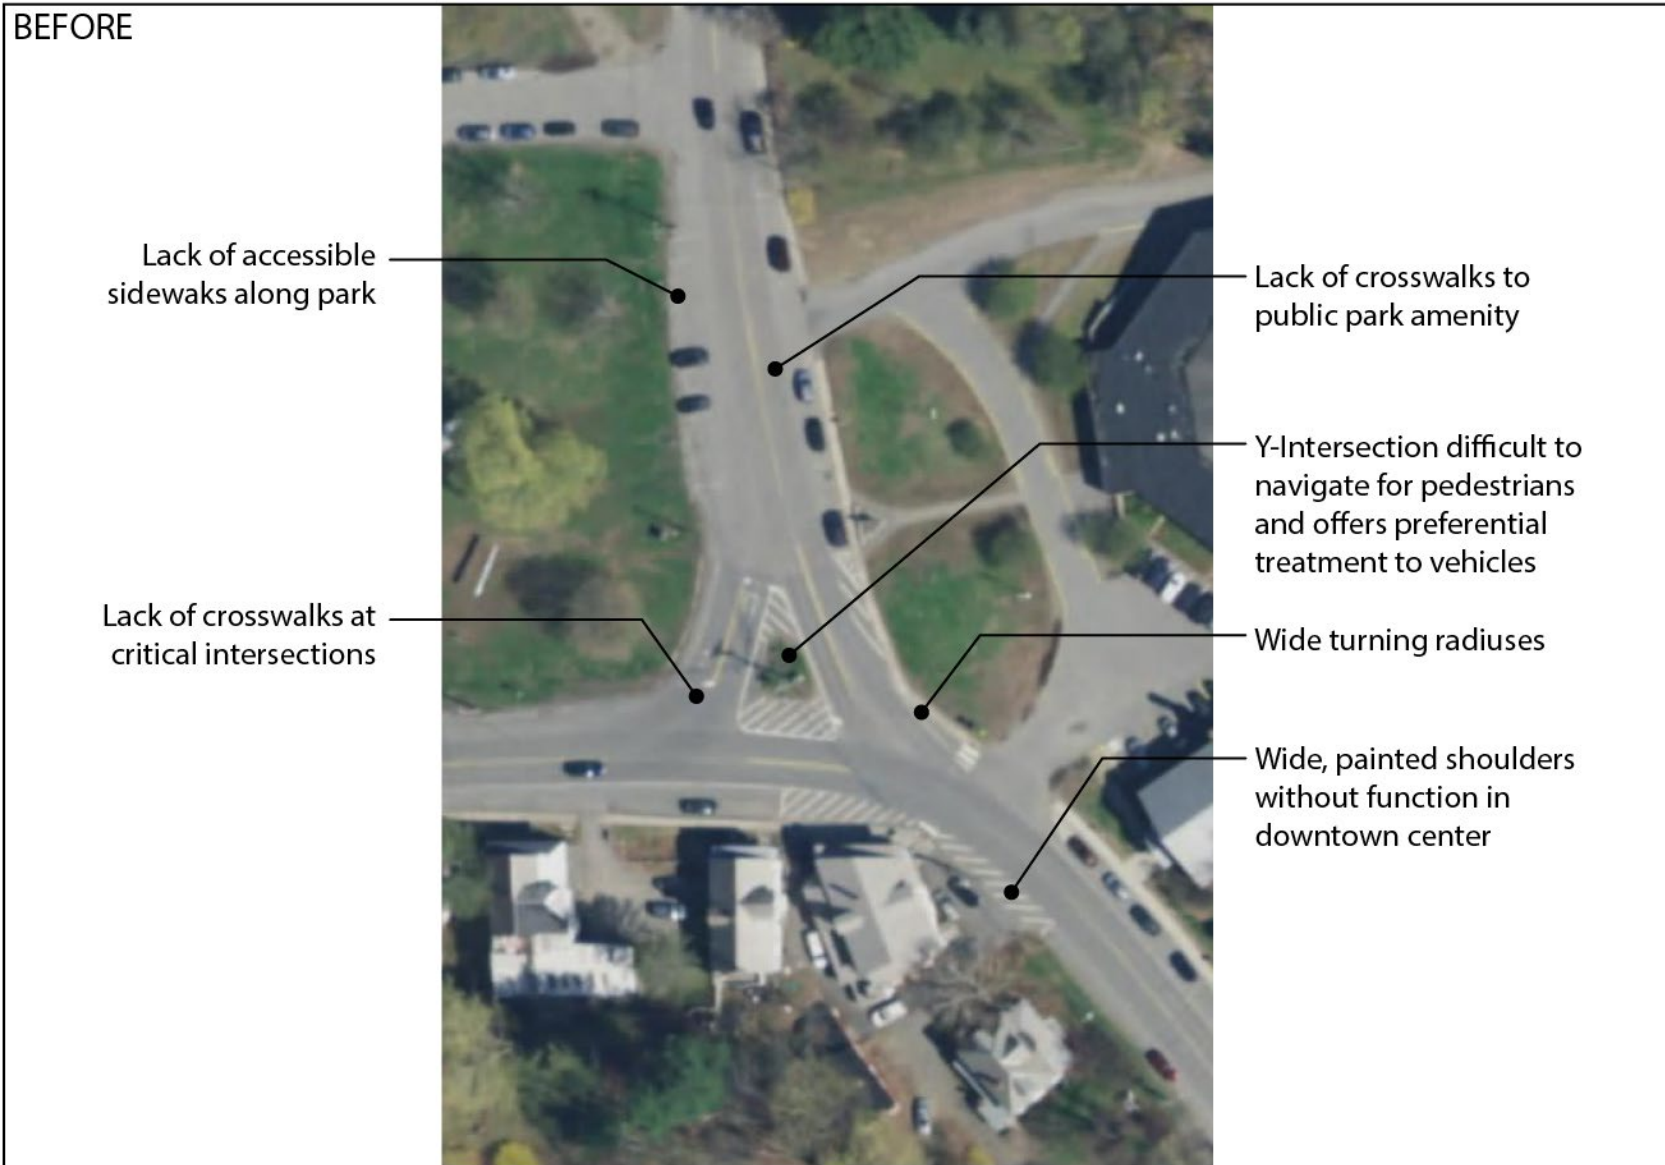 BEFORE
Lack of accessible
sidewaks along park
Lack of crosswalks at
critical intersections
Lack of crosswalks to
public park amenity
Y-Intersection difficult to
navigate for pedestrians
and offers preferential
treatment to vehicles
Wide turning radiuses
Wide, painted shoulders
without function in
downtown center